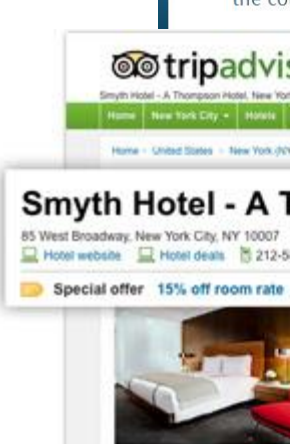 the co
tripadvis
Smyth Hotel - A Thompson Hotel, New Yor
Home New York City Hotels
Home United States New York (NY
Smyth Hotel - A T
85 West Broadway, New York City, NY 10007
Hotel website Hotel deals 212-5
Special offer 15% off room rate